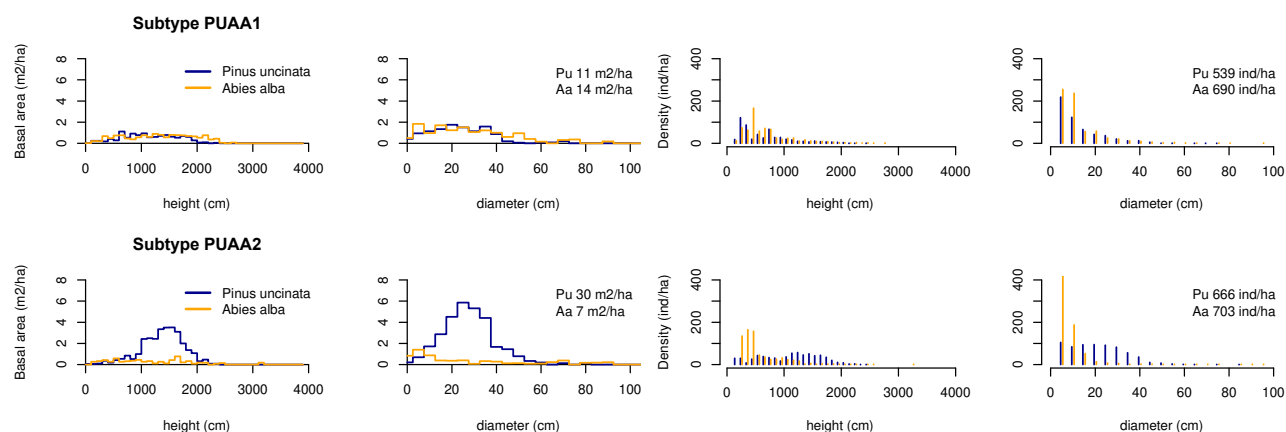 Subtype PUAA1
Basal area (m2/ha)
0 2 4 6 8
Pinus uncinata
Abies alba
0 1000 2000 3000 4000
height (cm)
0 2 4 6 8
Pu 11 m2/ha
Aa 14 m2/ha
0 20 40 60 80 100
diameter (cm)
Density (ind/ha)
0 200 400
0 1000 2000 3000 4000
height (cm)
0 200 400
Pu 539 ind/ha
Aa 690 ind/ha
0 20 40 60 80 100
diameter (cm)
Subtype PUAA2
Basal area (m2/ha)
0 2 4 6 8
Pinus uncinata
Abies alba
0 1000 2000 3000 4000
height (cm)
0 2 4 6 8
Pu 30 m2/ha
Aa 7 m2/ha
0 20 40 60 80 100
diameter (cm)
Density (ind/ha)
0 200 400
0 1000 2000 3000 4000
height (cm)
0 200 400
Pu 666 ind/ha
Aa 703 ind/ha
0 20 40 60 80 100
diameter (cm)